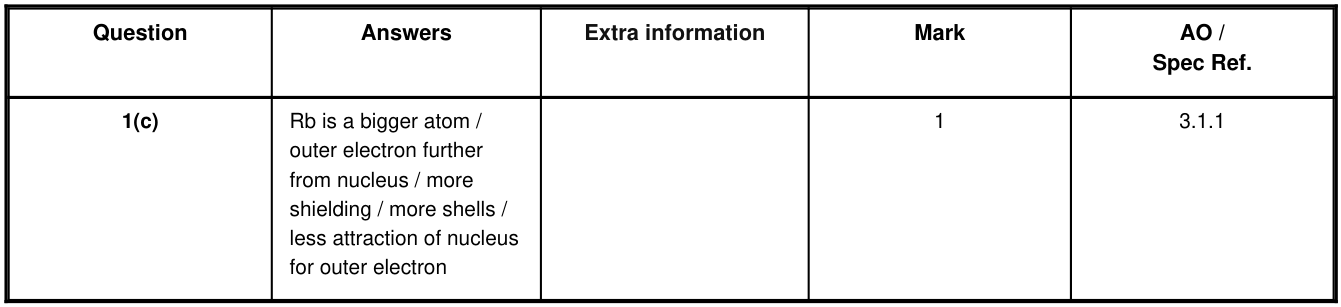 Question Answers Extra information Mark AO /
Spec Ref.
1(c) Rb is a bigger atom / 1 3.1.1
outer electron further
from nucleus / more
shielding / more shells /
less attraction of nucleus
for outer electron